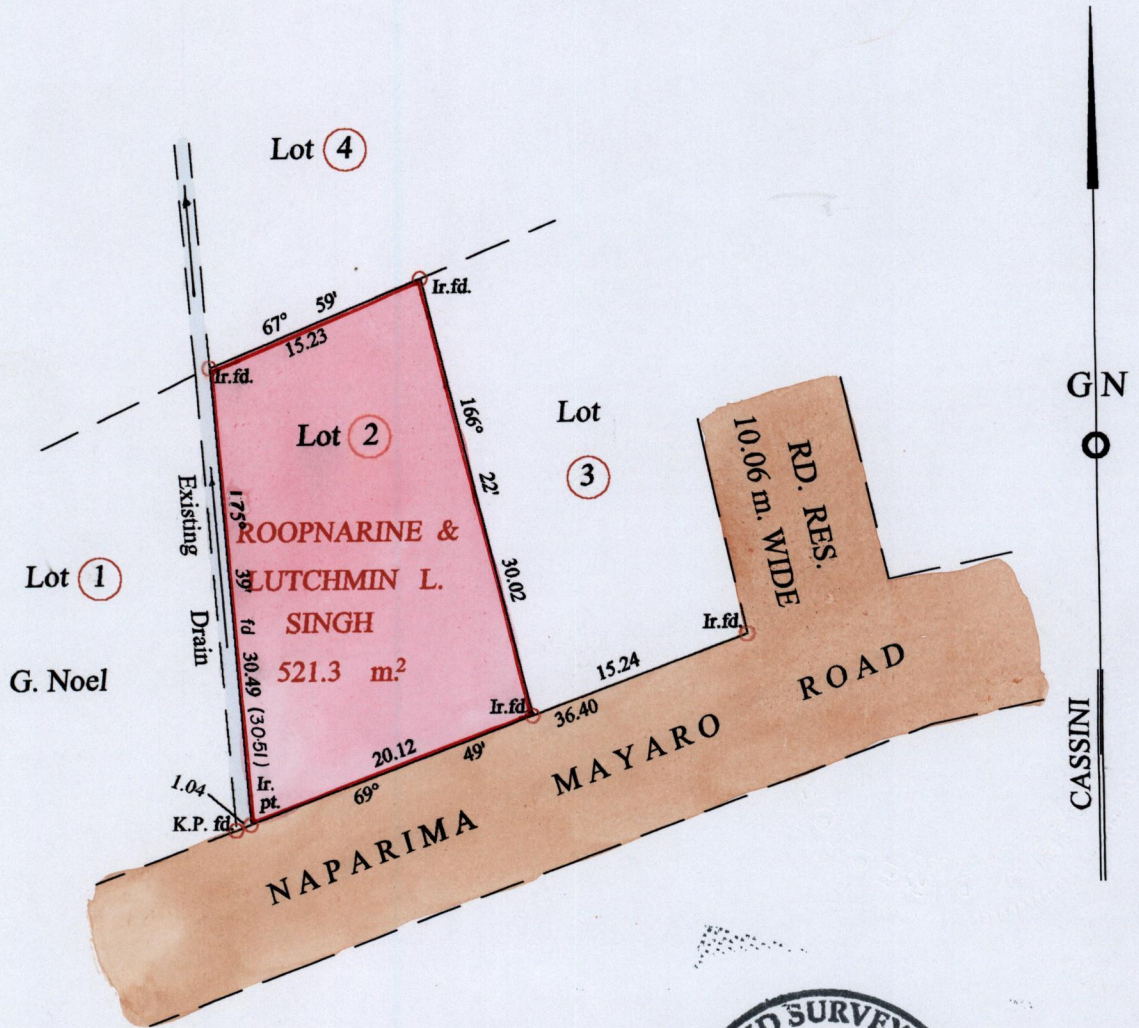 Lot 4
67° 59'
15.23
Ir.fd.
Ir.fd.
Lot 2
166° 22'
30.02
Lot
3
RD. RES.
10.06 m. WIDE
G N
Existing Drain
175° 39' fd 30.49 (30.51)
ROOPNARINE &
LUTCHMIN L.
SINGH
521.3 m.²
Lot 1
G. Noel
Ir.fd.
Ir.fd.
15.24
36.40
20.12
69° 49'
1.04
Ir.
pt.
K.P. fd
NAPARIMA MAYARO ROAD
CASSINI
SURVEY